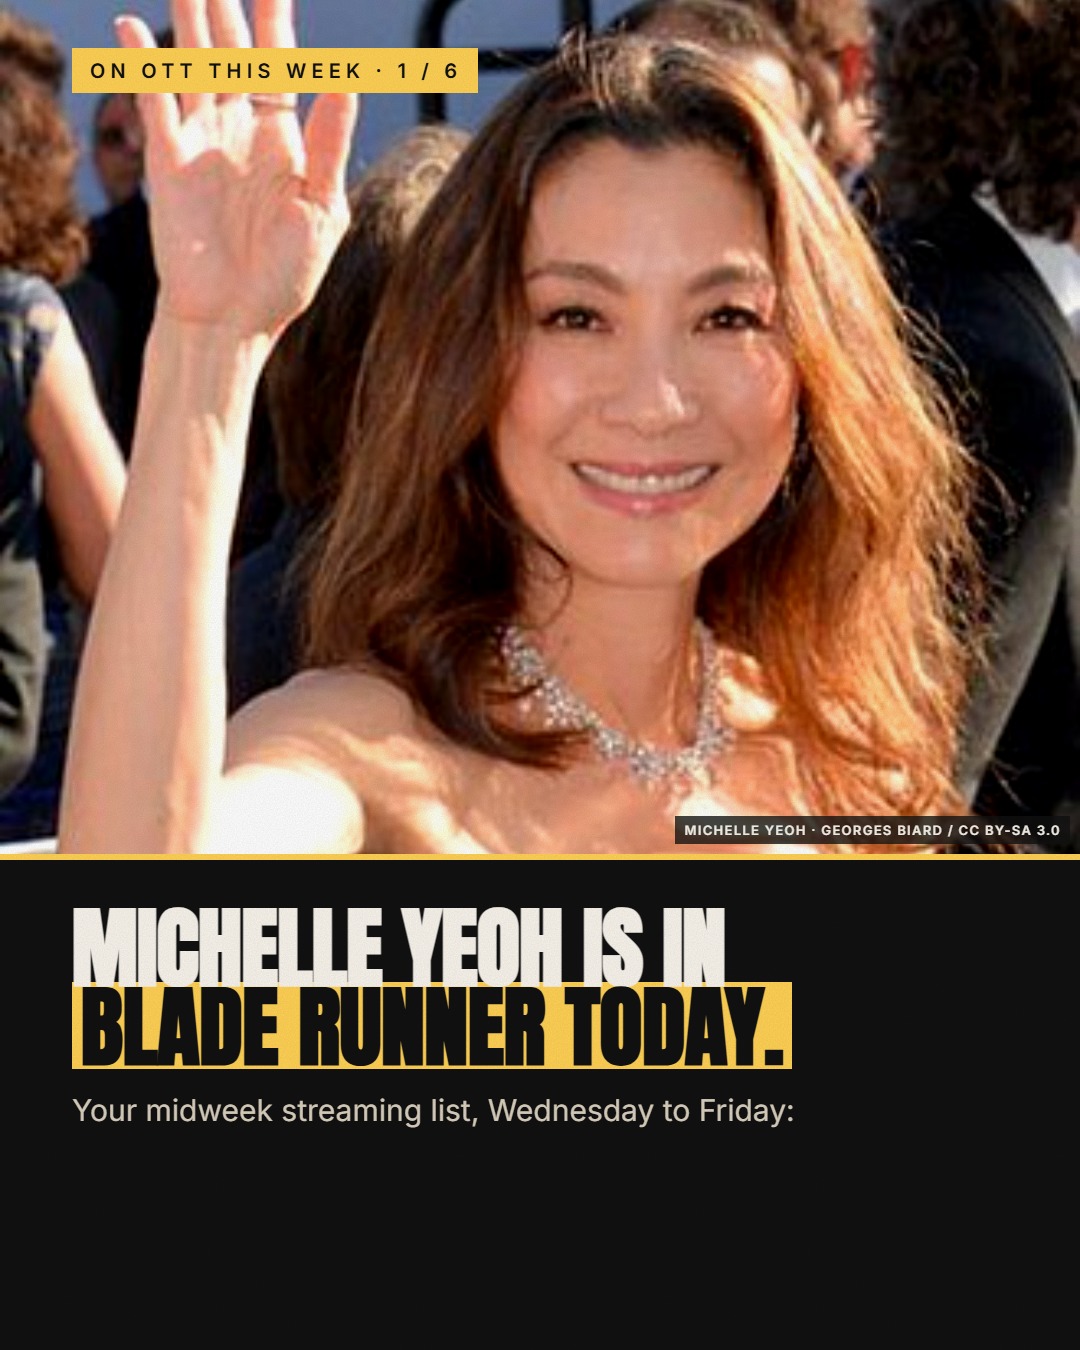 ON OTT THIS WEEK · 1 / 6
MICHELLE YEOH · GEORGES BIARD / CC BY-SA 3.0
MICHELLE YEOH IS IN
BLADE RUNNER TODAY.
Your midweek streaming list, Wednesday to Friday: